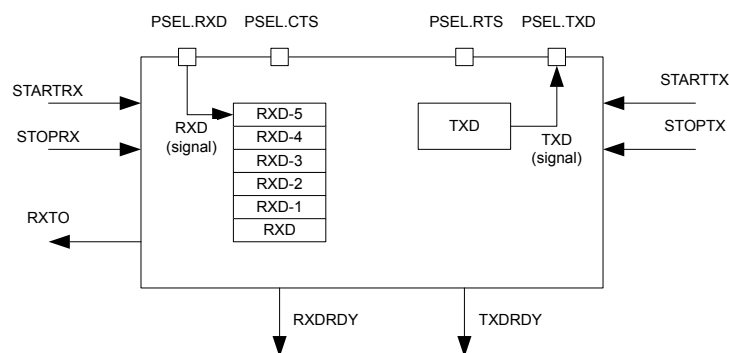 PSEL.RXD
PSEL.CTS
PSEL.RTS
PSEL.TXD
STARTRX
STOPRX
RXTO
RXD
(signal)
RXD-5
RXD-4
RXD-3
RXD-2
RXD-1
RXD
TXD
TXD
(signal)
STARTTX
STOPTX
RXDRDY
TXDRDY